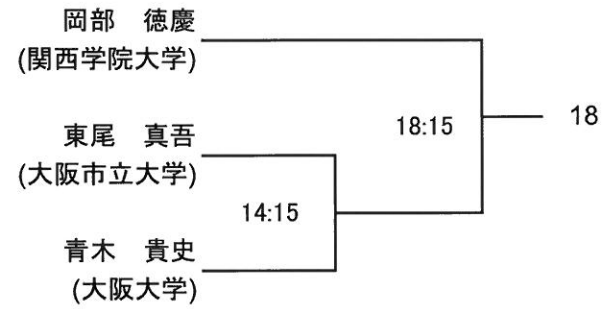 岡部　徳慶
(関西学院大学)
18:15
18
東尾　真吾
(大阪市立大学)
14:15
青木　貴史
(大阪大学)